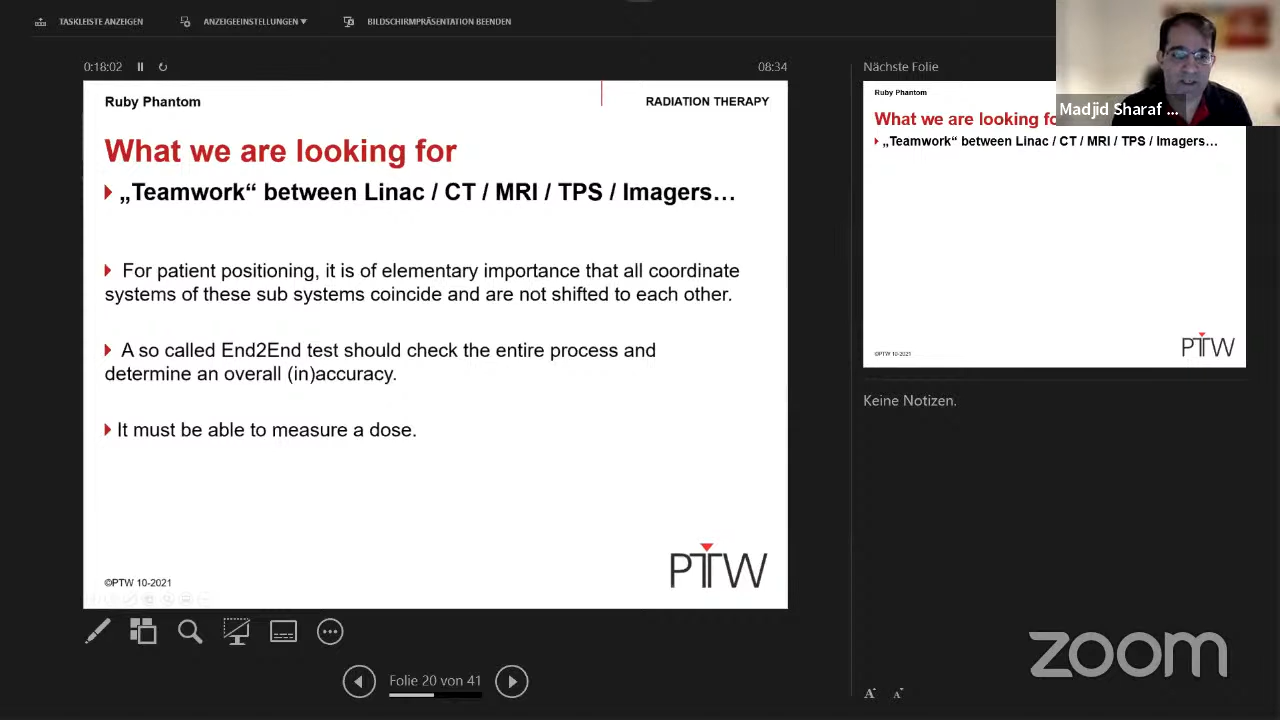 TASKLEISTE ANZEIGEN
ANZEIGEEINSTELLUNGEN ▾
BILDSCHIRMPRÄSENTATION BEENDEN
0:18:02
08:34
Ruby Phantom
RADIATION THERAPY
What we are looking for
„Teamwork“ between Linac / CT / MRI / TPS / Imagers…
For patient positioning, it is of elementary importance that all coordinate
systems of these sub systems coincide and are not shifted to each other.
A so called End2End test should check the entire process and
determine an overall (in)accuracy.
It must be able to measure a dose.
©PTW 10-2021
PTW
Folie 20 von 41
Nächste Folie
Ruby Phantom
What we are looking fo
„Teamwork“ between Linac / CT / MRI / TPS / Imagers…
©PTW 10-2021
PTW
Madjid Sharaf ...
Keine Notizen.
A A
zoom